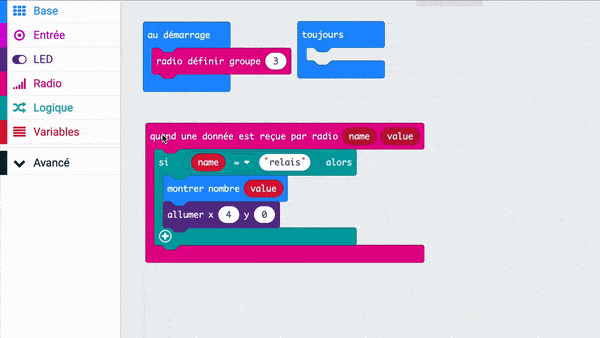 Base
Entrée
LED
Radio
Logique
Variables
Avancé
au démarrage
radio définir groupe 3
toujours
quand une donnée est reçue par radio name value
si name = "relais" alors
montrer nombre value
allumer x 4 y 0